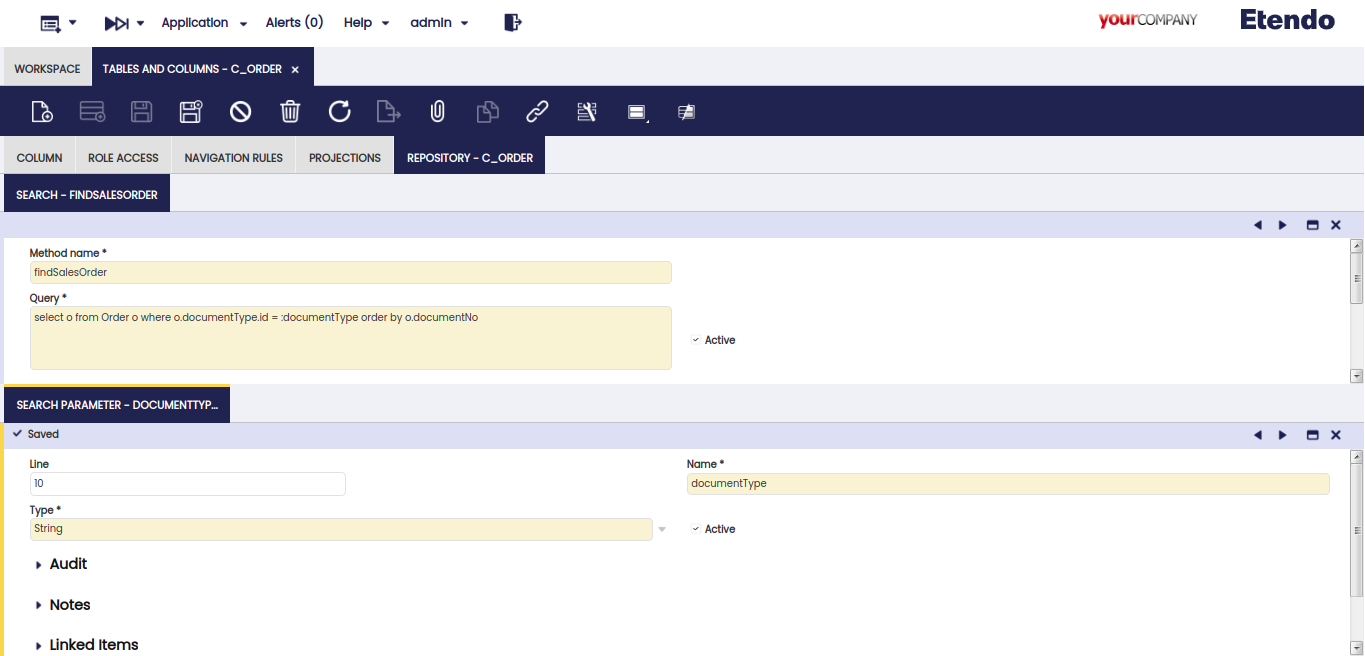 Application Alerts (0) Help admin yourCOMPANY Etendo
WORKSPACE TABLES AND COLUMNS - C_ORDER
COLUMN ROLE ACCESS NAVIGATION RULES PROJECTIONS REPOSITORY - C_ORDER
SEARCH - FINDSALESORDER
Method name *
findSalesOrder
Query *
select o from Order o where o.documentType.id = :documentType order by o.documentNo
Active
SEARCH PARAMETER - DOCUMENTTYP...
Saved
Line Name *
10 documentType
Type *
String Active
Audit
Notes
Linked Items